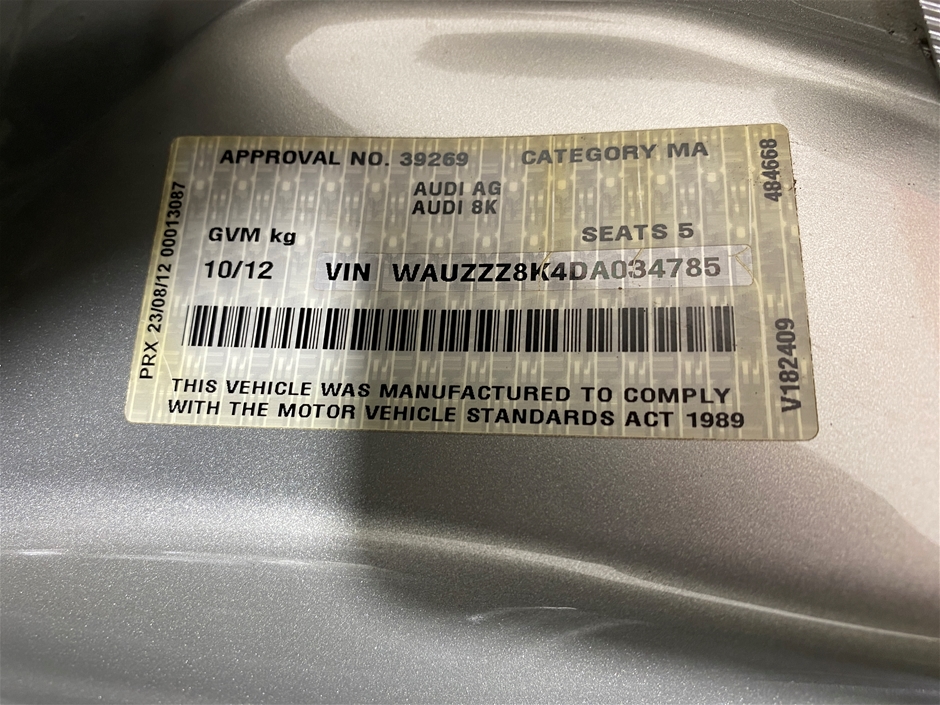 APPROVAL NO. 39269 CATEGORY MA
AUDI AG
AUDI 8K
GVM kg SEATS 5
10/12 VIN WAUZZZ8K4DA034785
THIS VEHICLE WAS MANUFACTURED TO COMPLY
WITH THE MOTOR VEHICLE STANDARDS ACT 1989
PRX 23/08/12 00013087
484668
V182409